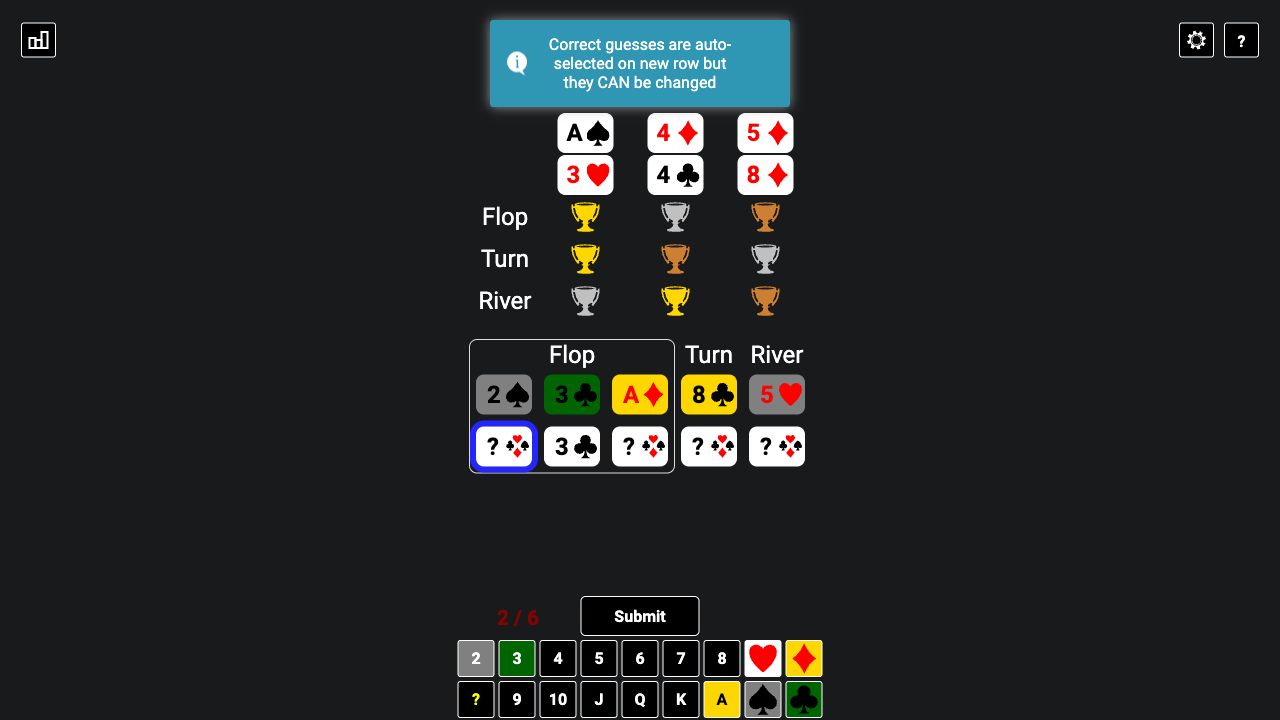 Correct guesses are auto-
selected on new row but
they CAN be changed
?
A 4 5
3 4 8
Flop
Turn
River
Flop Turn River
2 3 A 8 5
? 3 ? ? ?
2 / 6 Submit
2 3 4 5 6 7 8
? 9 10 J Q K A